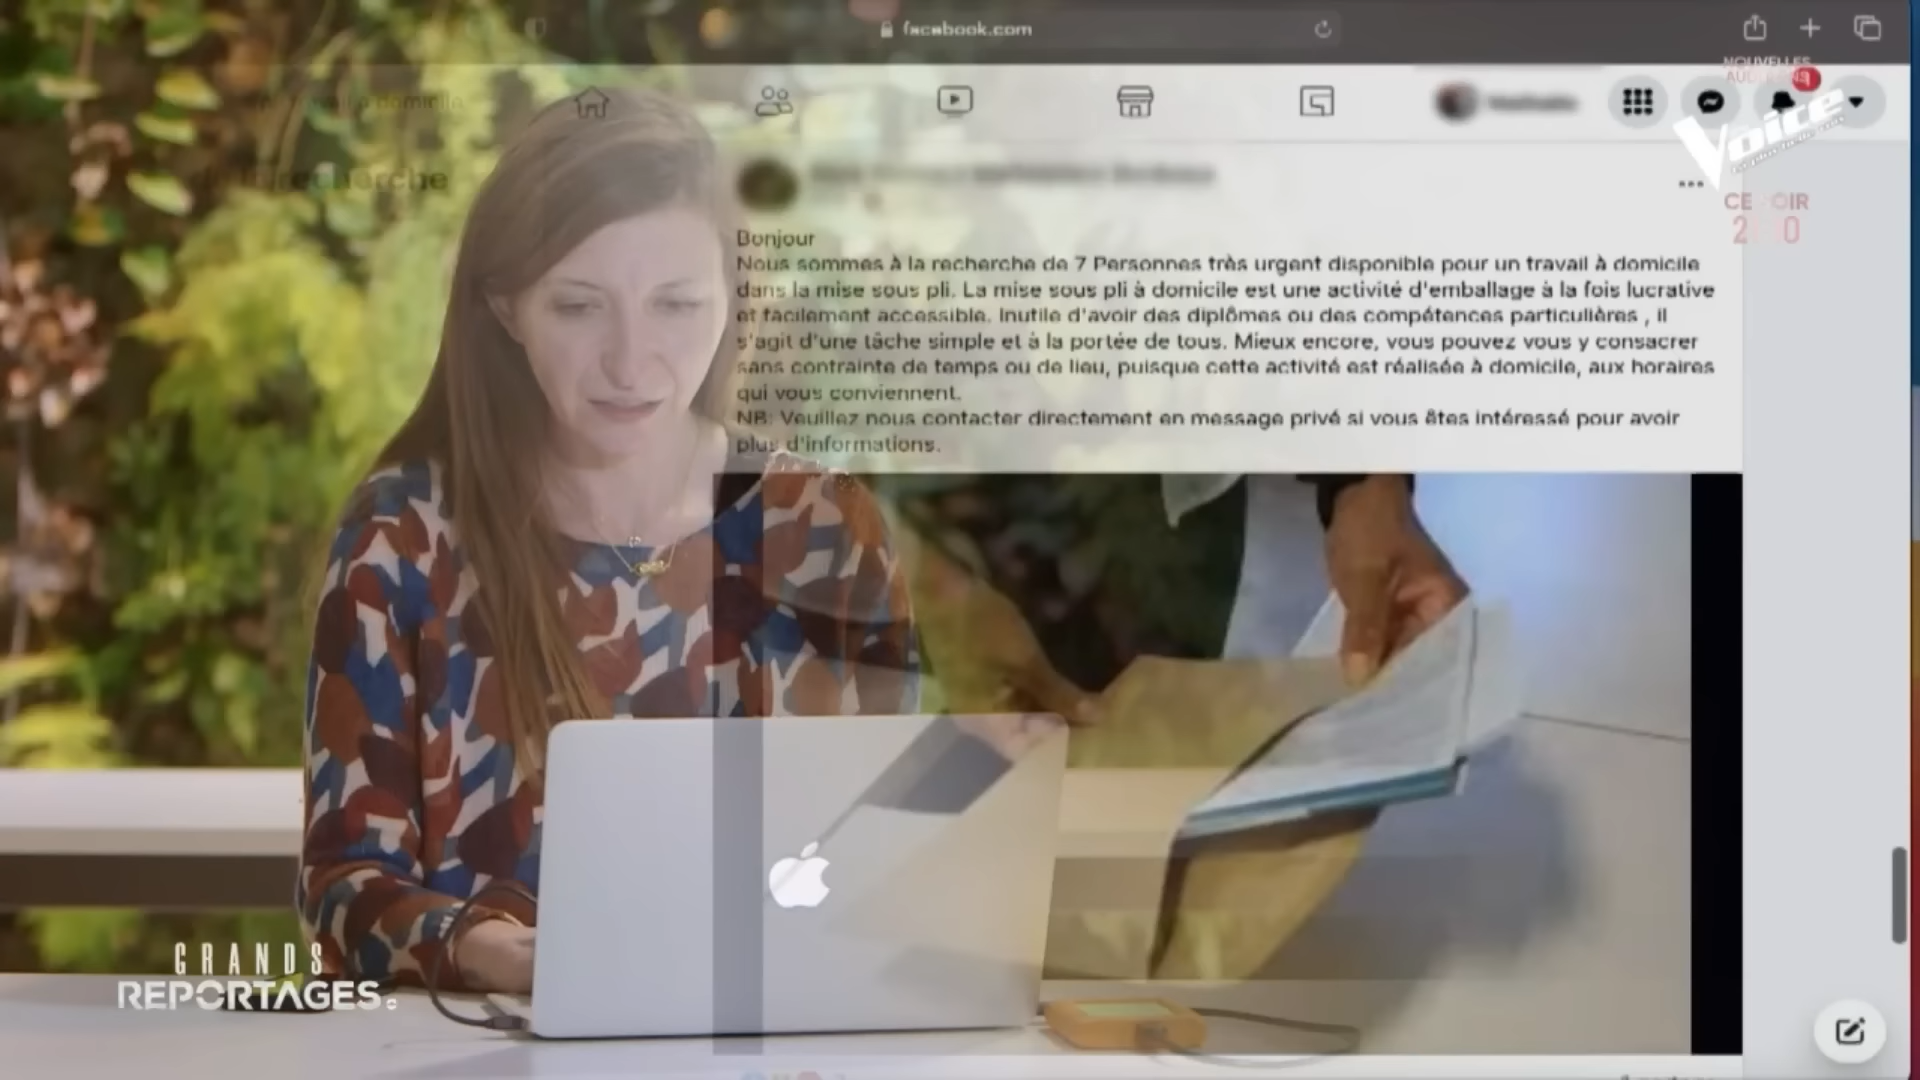 facebook.com
NOUVELLES
Voice
CE SOIR
recherche
Bonjour
Nous sommes à la recherche de 7 Personnes très urgent disponible pour un travail à domicile
dans la mise sous pli. La mise sous pli à domicile est une activité d'emballage à la fois lucrative
et facilement accessible. Inutile d'avoir des diplômes ou des compétences particulières , il
s'agit d'une tâche simple et à la portée de tous. Mieux encore, vous pouvez vous y consacrer
sans contrainte de temps ou de lieu, puisque cette activité est réalisée à domicile, aux horaires
qui vous conviennent.
NB: Veuillez nous contacter directement en message privé si vous êtes intéressé pour avoir
plus d'informations.
GRANDS
REPORTAGES